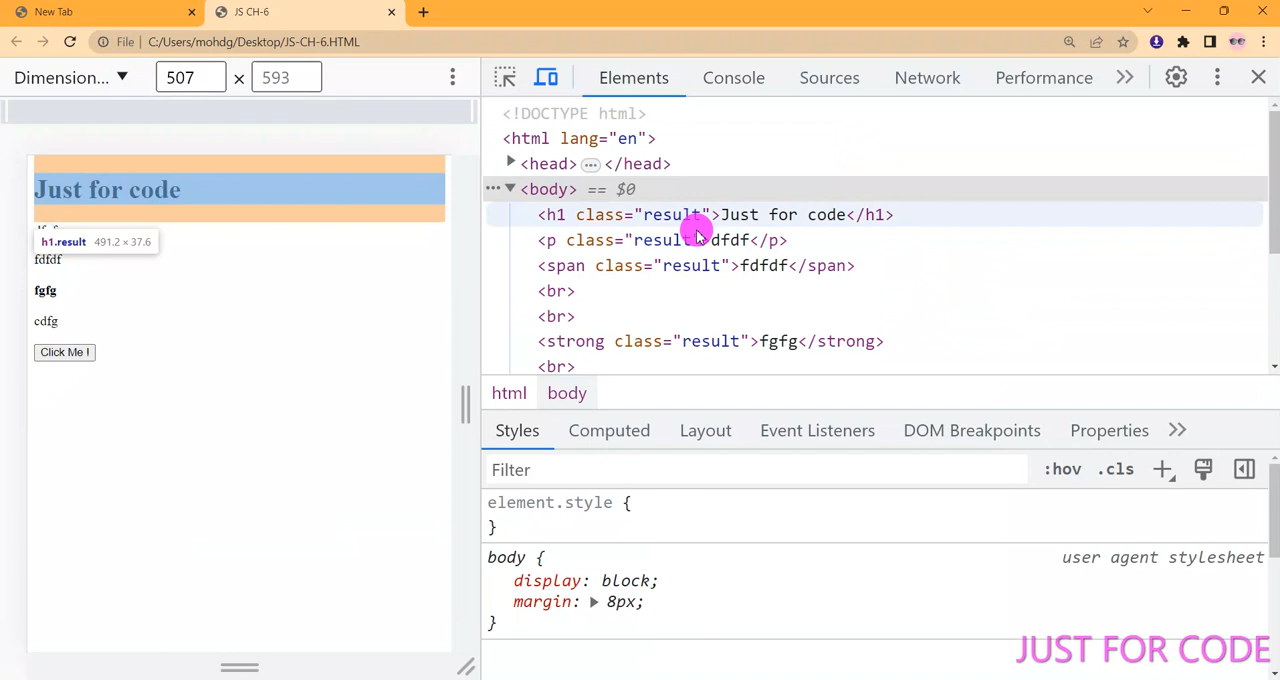 New Tab
JS CH-6
File | C:/Users/mohdg/Desktop/JS-CH-6.HTML
Dimension... ▼ 507 × 593
Elements Console Sources Network Performance
Just for code
h1.result 491.2 × 37.6
fdfdf
fgfg
cdfg
Click Me !
<!DOCTYPE html>
<html lang="en">
<head> ... </head>
<body> == $0
<h1 class="result">Just for code</h1>
<p class="result">dfdf</p>
<span class="result">fdfdf</span>
<br>
<br>
<strong class="result">fgfg</strong>
<br>
html body
Styles Computed Layout Event Listeners DOM Breakpoints Properties
Filter :hov .cls
element.style {
}
body { user agent stylesheet
display: block;
margin: ▶ 8px;
}
JUST FOR CODE